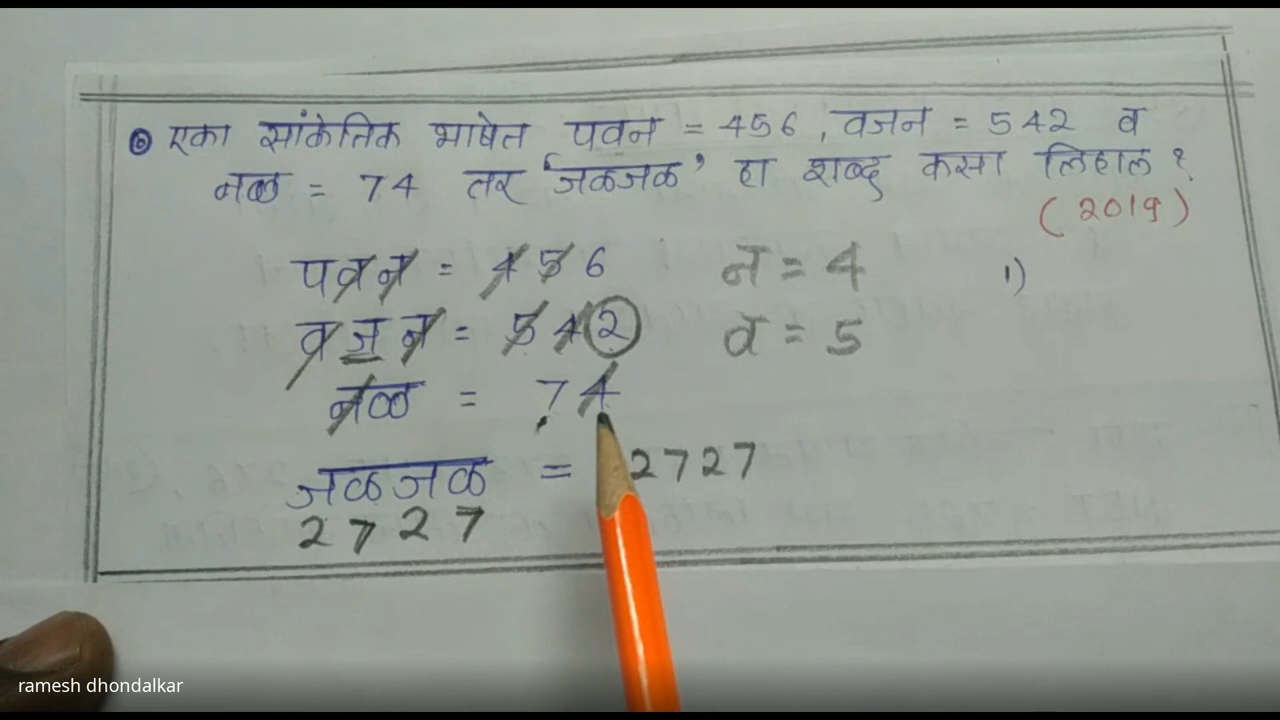 एका सांकेतिक भाषेत पवन = 456, वजन = 542 व
नळ = 74 तर 'जळजळ' हा शब्द कसा लिहाल ?
(2019)
पवन = 456 न = 4 1)
वजन = 542 व = 5
नळ = 74
जळजळ = 2727
2727
ramesh dhondalkar